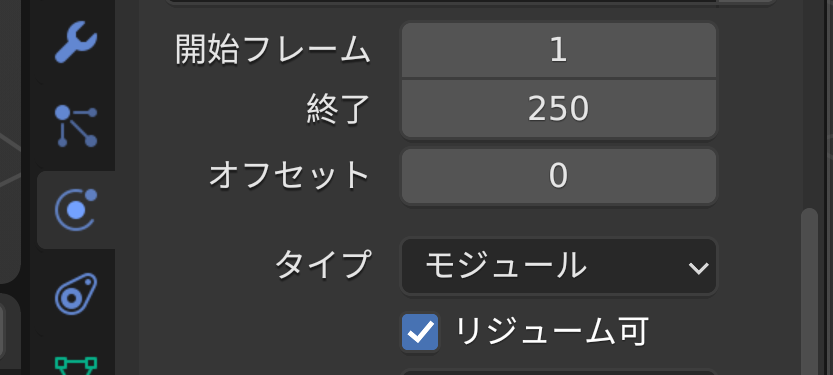 開始フレーム 1
終了 250
オフセット 0
タイプ モジュール
リジューム可